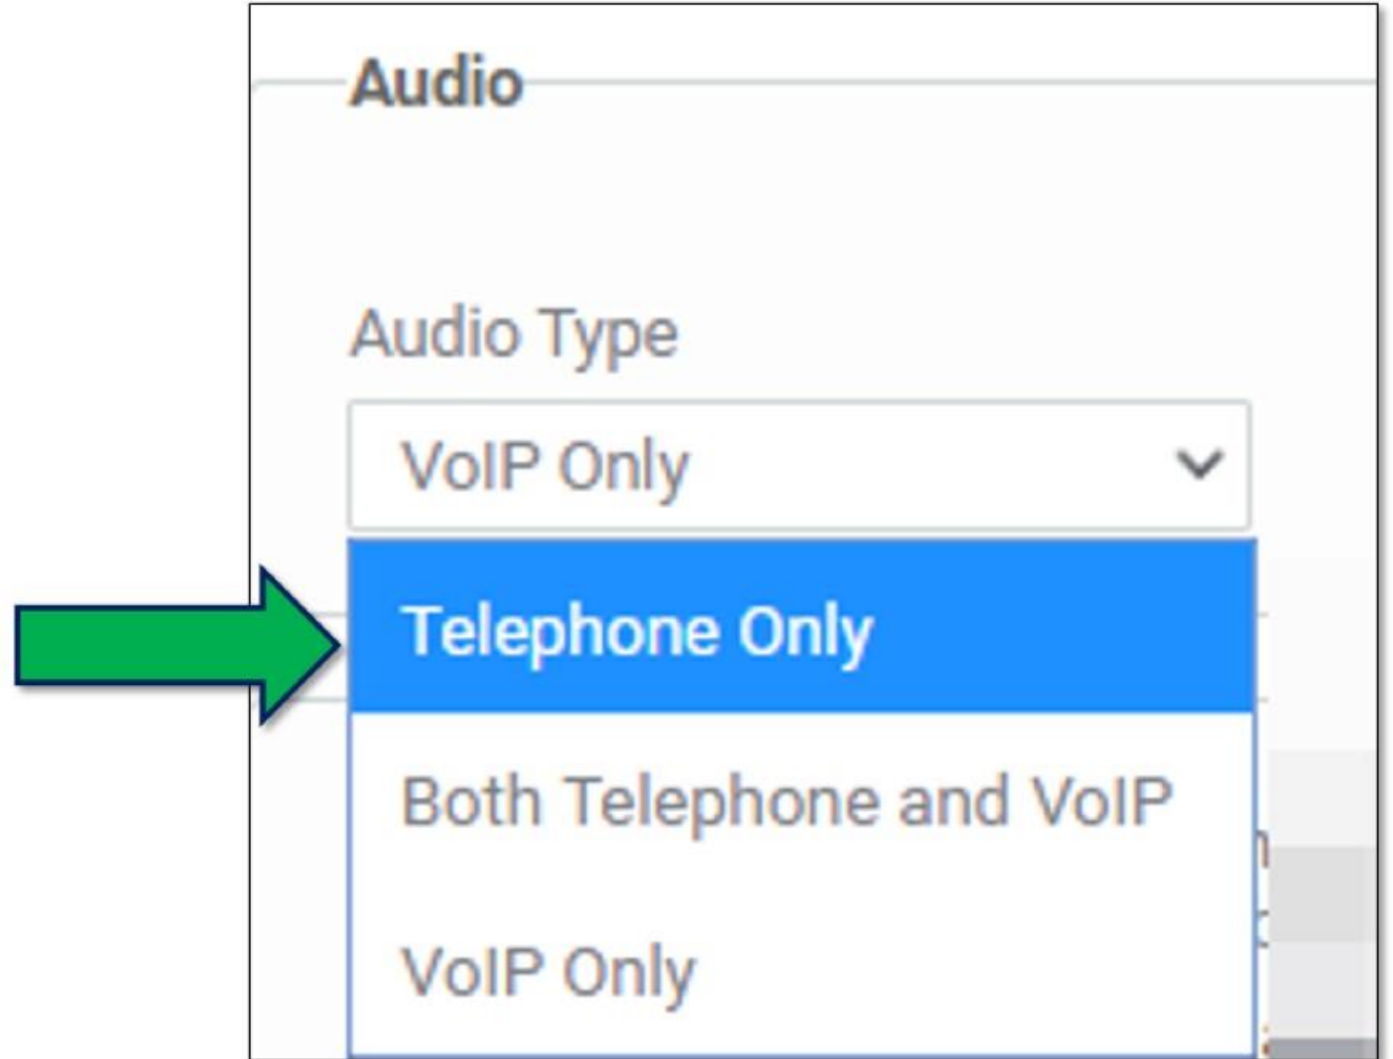 Audio
Audio Type
VoIP Only
Telephone Only
Both Telephone and VoIP
VoIP Only